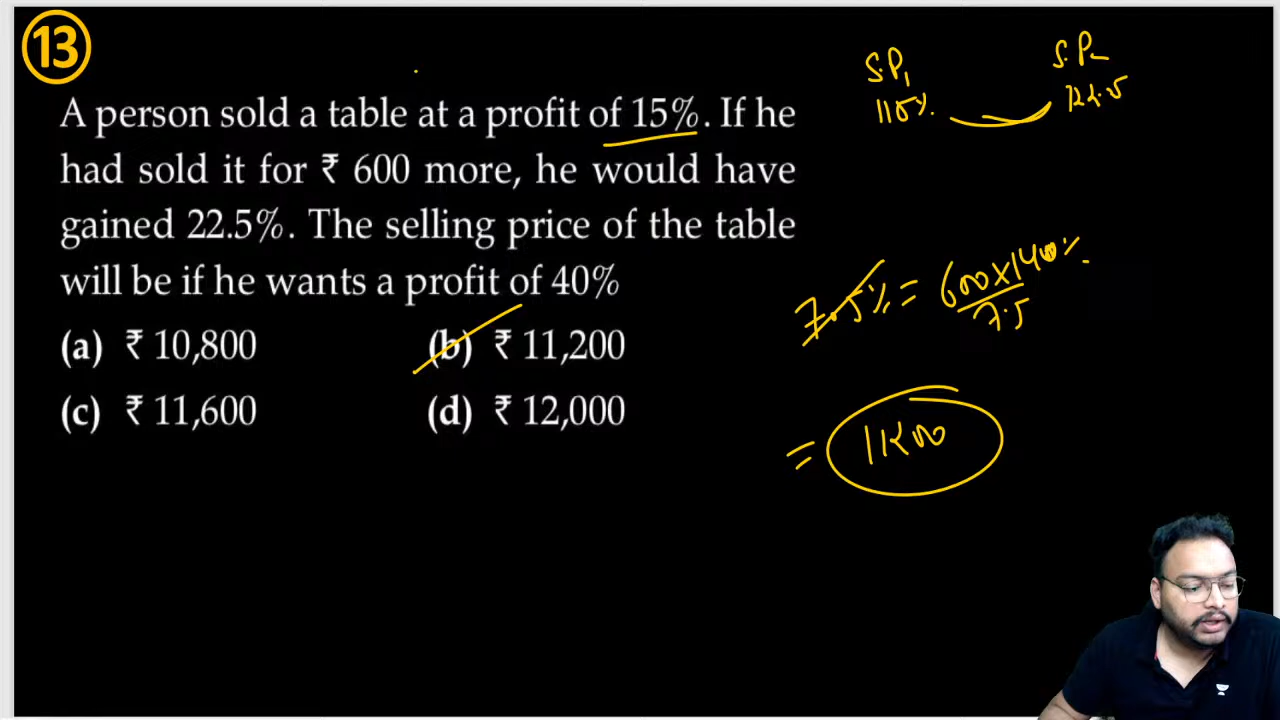 13
A person sold a table at a profit of 15%. If he
had sold it for ₹ 600 more, he would have
gained 22.5%. The selling price of the table
will be if he wants a profit of 40%
(a) ₹ 10,800 (b) ₹ 11,200
(c) ₹ 11,600 (d) ₹ 12,000
S.P1 S.P2
115% 122.5
7.5% = 600×140%
7.5
= 11200